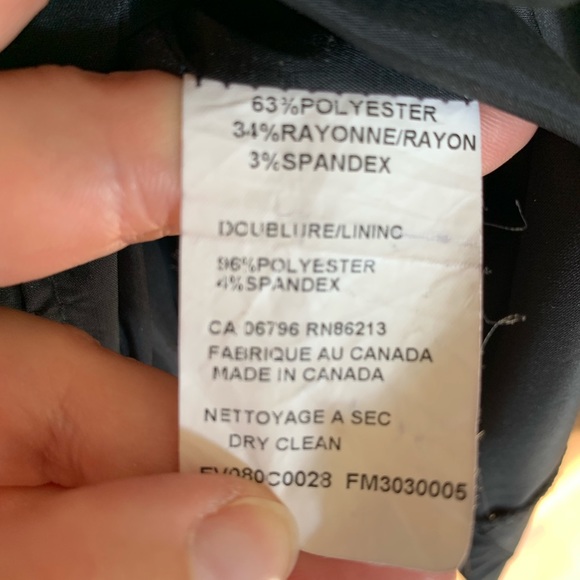 63%POLYESTER
34%RAYONNE/RAYON
3%SPANDEX
DOUBLURE/LINING
96%POLYESTER
4%SPANDEX
CA 06796 RN86213
FABRIQUE AU CANADA
MADE IN CANADA
NETTOYAGE A SEC
DRY CLEAN
FM3030005